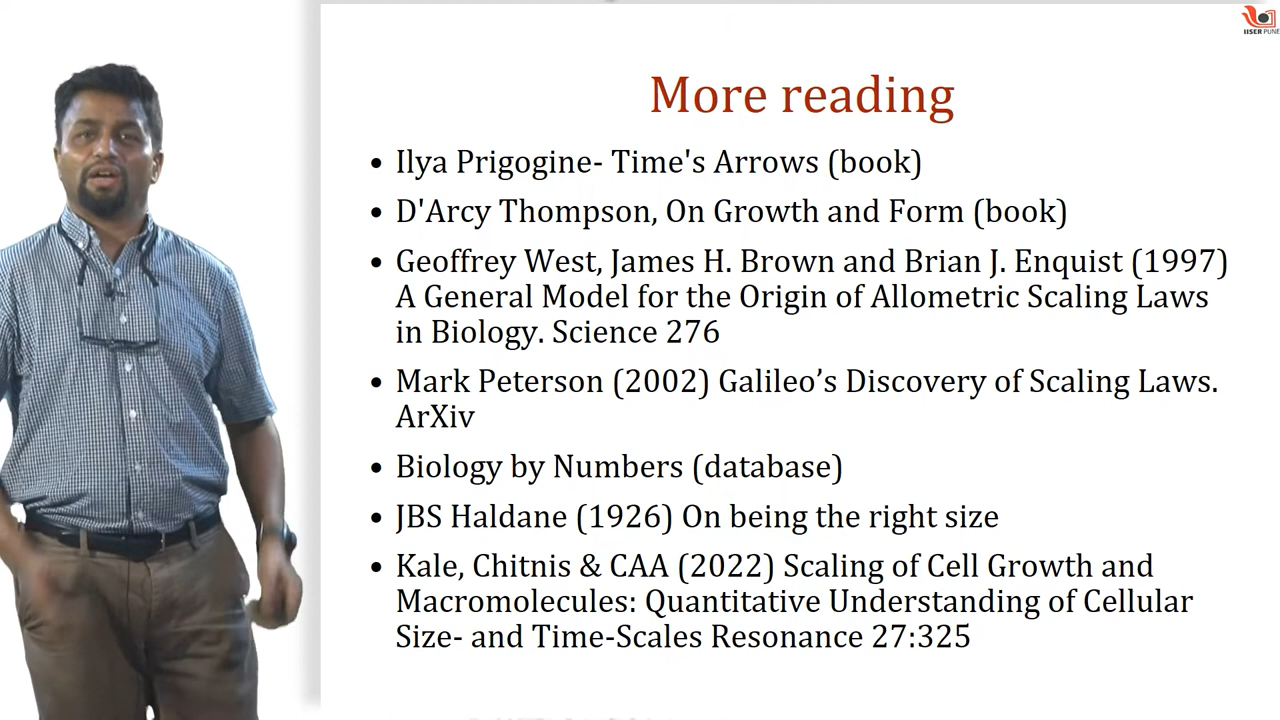 IISER PUNE
More reading
• Ilya Prigogine- Time's Arrows (book)
• D'Arcy Thompson, On Growth and Form (book)
• Geoffrey West, James H. Brown and Brian J. Enquist (1997)
A General Model for the Origin of Allometric Scaling Laws
in Biology. Science 276
• Mark Peterson (2002) Galileo’s Discovery of Scaling Laws.
ArXiv
• Biology by Numbers (database)
• JBS Haldane (1926) On being the right size
• Kale, Chitnis & CAA (2022) Scaling of Cell Growth and
Macromolecules: Quantitative Understanding of Cellular
Size- and Time-Scales Resonance 27:325